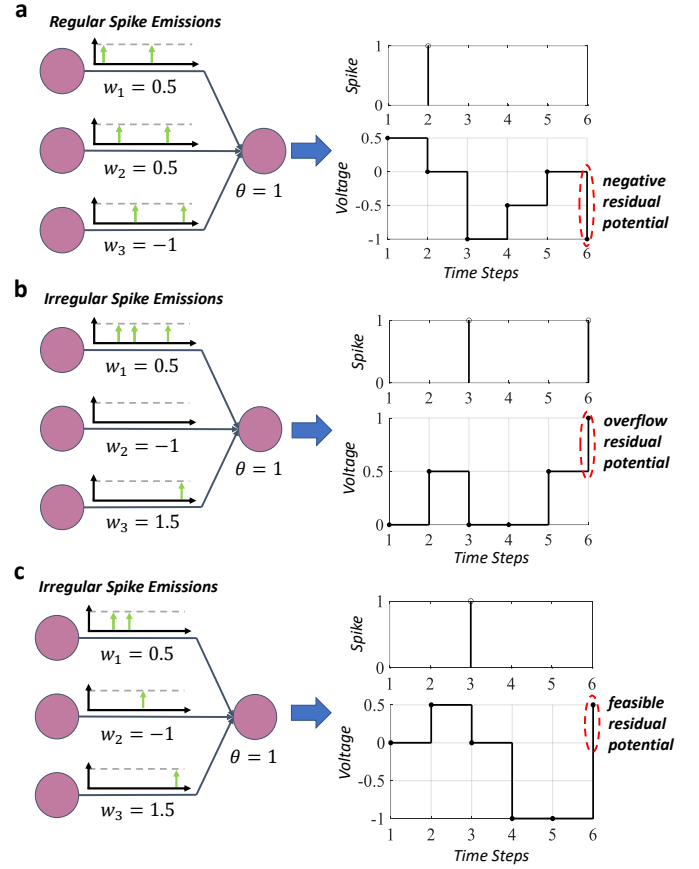 a
Regular Spike Emissions
w₁ = 0.5
w₂ = 0.5
w₃ = −1
θ = 1
Spike
1
0
1 2 3 4 5 6
Voltage
0.5
0
-0.5
-1
1 2 3 4 5 6
Time Steps
negative
residual
potential
b
Irregular Spike Emissions
w₁ = 0.5
w₂ = −1
w₃ = 1.5
θ = 1
Spike
1
0
1 2 3 4 5 6
Voltage
1
0.5
0
1 2 3 4 5 6
Time Steps
overflow
residual
potential
c
Irregular Spike Emissions
w₁ = 0.5
w₂ = −1
w₃ = 1.5
θ = 1
Spike
1
0
1 2 3 4 5 6
Voltage
0.5
0
-0.5
-1
1 2 3 4 5 6
Time Steps
feasible
residual
potential